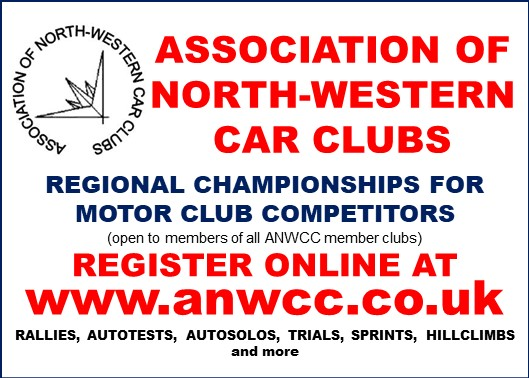 ASSOCIATION OF NORTH-WESTERN CAR CLUBS
ASSOCIATION OF
NORTH-WESTERN
CAR CLUBS
REGIONAL CHAMPIONSHIPS FOR
MOTOR CLUB COMPETITORS
(open to members of all ANWCC member clubs)
REGISTER ONLINE AT
www.anwcc.co.uk
RALLIES, AUTOTESTS, AUTOSOLOS, TRIALS, SPRINTS, HILLCLIMBS
and more